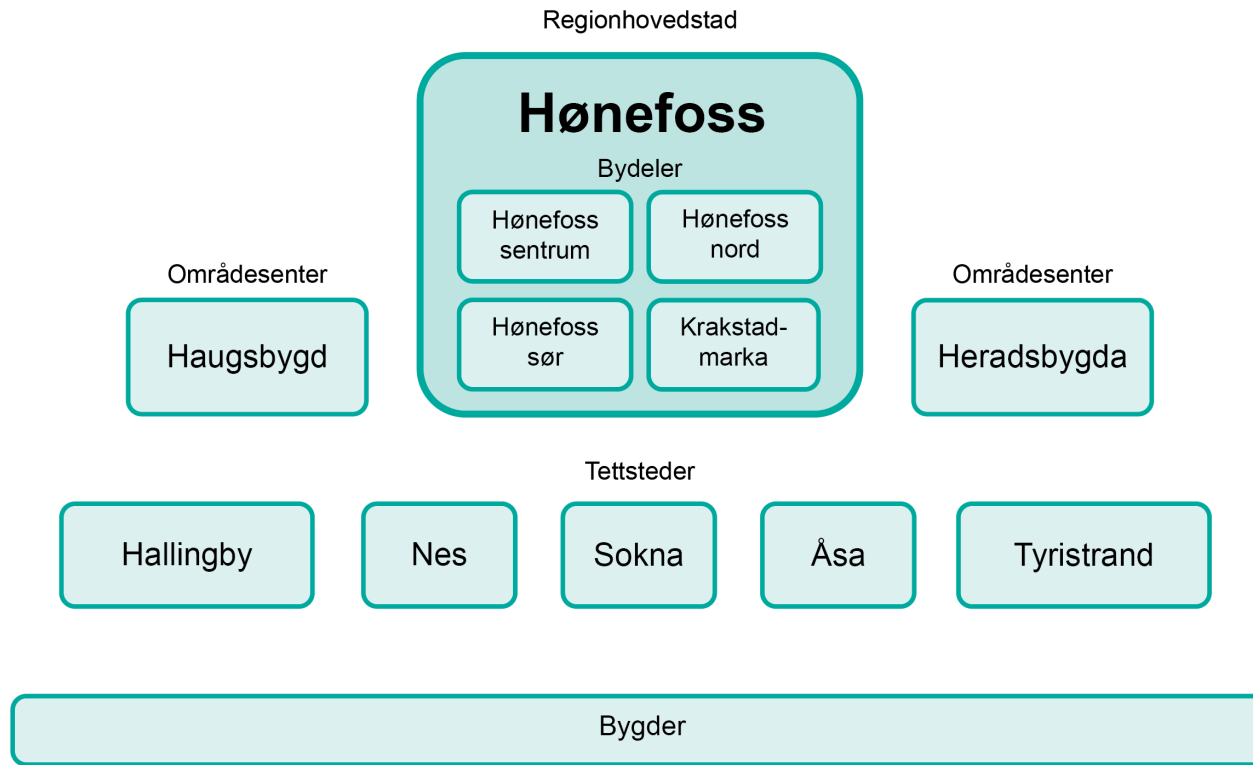 Regionhovedstad
Hønefoss
Bydeler
Hønefoss
sentrum
Hønefoss
nord
Hønefoss
sør
Krakstad-
marka
Områdesenter
Haugsbygd
Områdesenter
Heradsbygda
Tettsteder
Hallingby
Nes
Sokna
Åsa
Tyristrand
Bygder